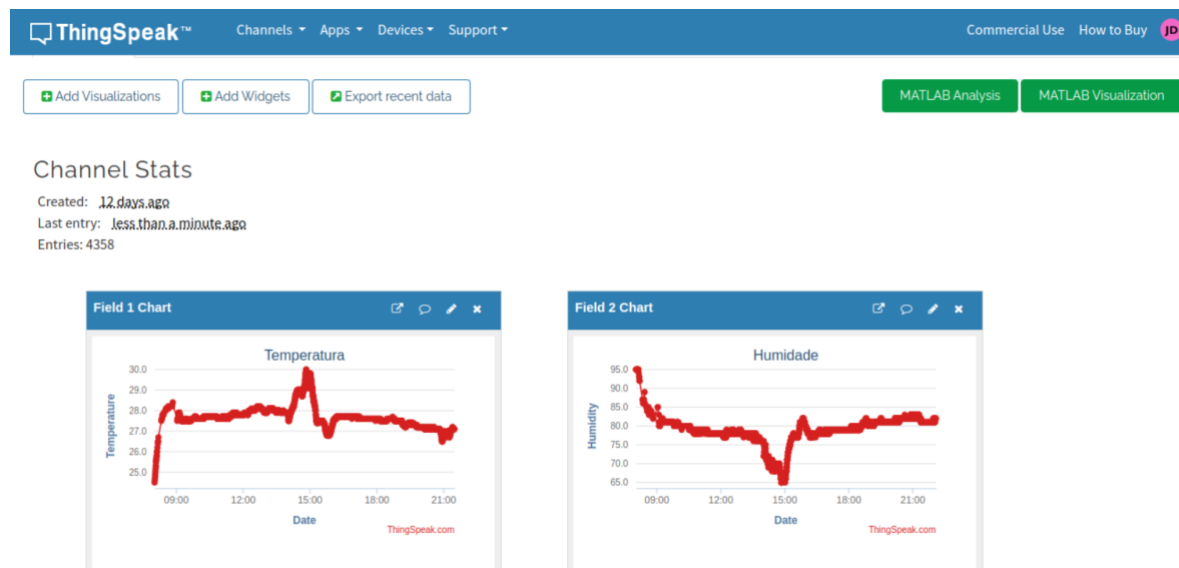 ThingSpeak™ Channels Apps Devices Support Commercial Use How to Buy JD
Add Visualizations Add Widgets Export recent data MATLAB Analysis MATLAB Visualization
Channel Stats
Created: 12 days ago
Last entry: less than a minute ago
Entries: 4358
Field 1 Chart
Temperatura
Temperature
30.0
29.0
28.0
27.0
26.0
25.0
09:00 12:00 15:00 18:00 21:00
Date
ThingSpeak.com
Field 2 Chart
Humidade
Humidity
95.0
90.0
85.0
80.0
75.0
70.0
65.0
09:00 12:00 15:00 18:00 21:00
Date
ThingSpeak.com